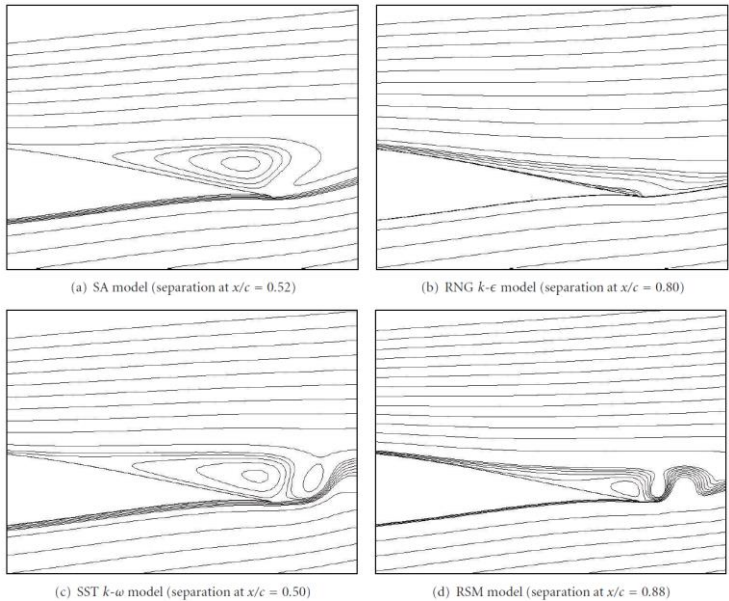 (a) SA model (separation at x/c = 0.52)
(b) RNG k-ϵ model (separation at x/c = 0.80)
(c) SST k-ω model (separation at x/c = 0.50)
(d) RSM model (separation at x/c = 0.88)